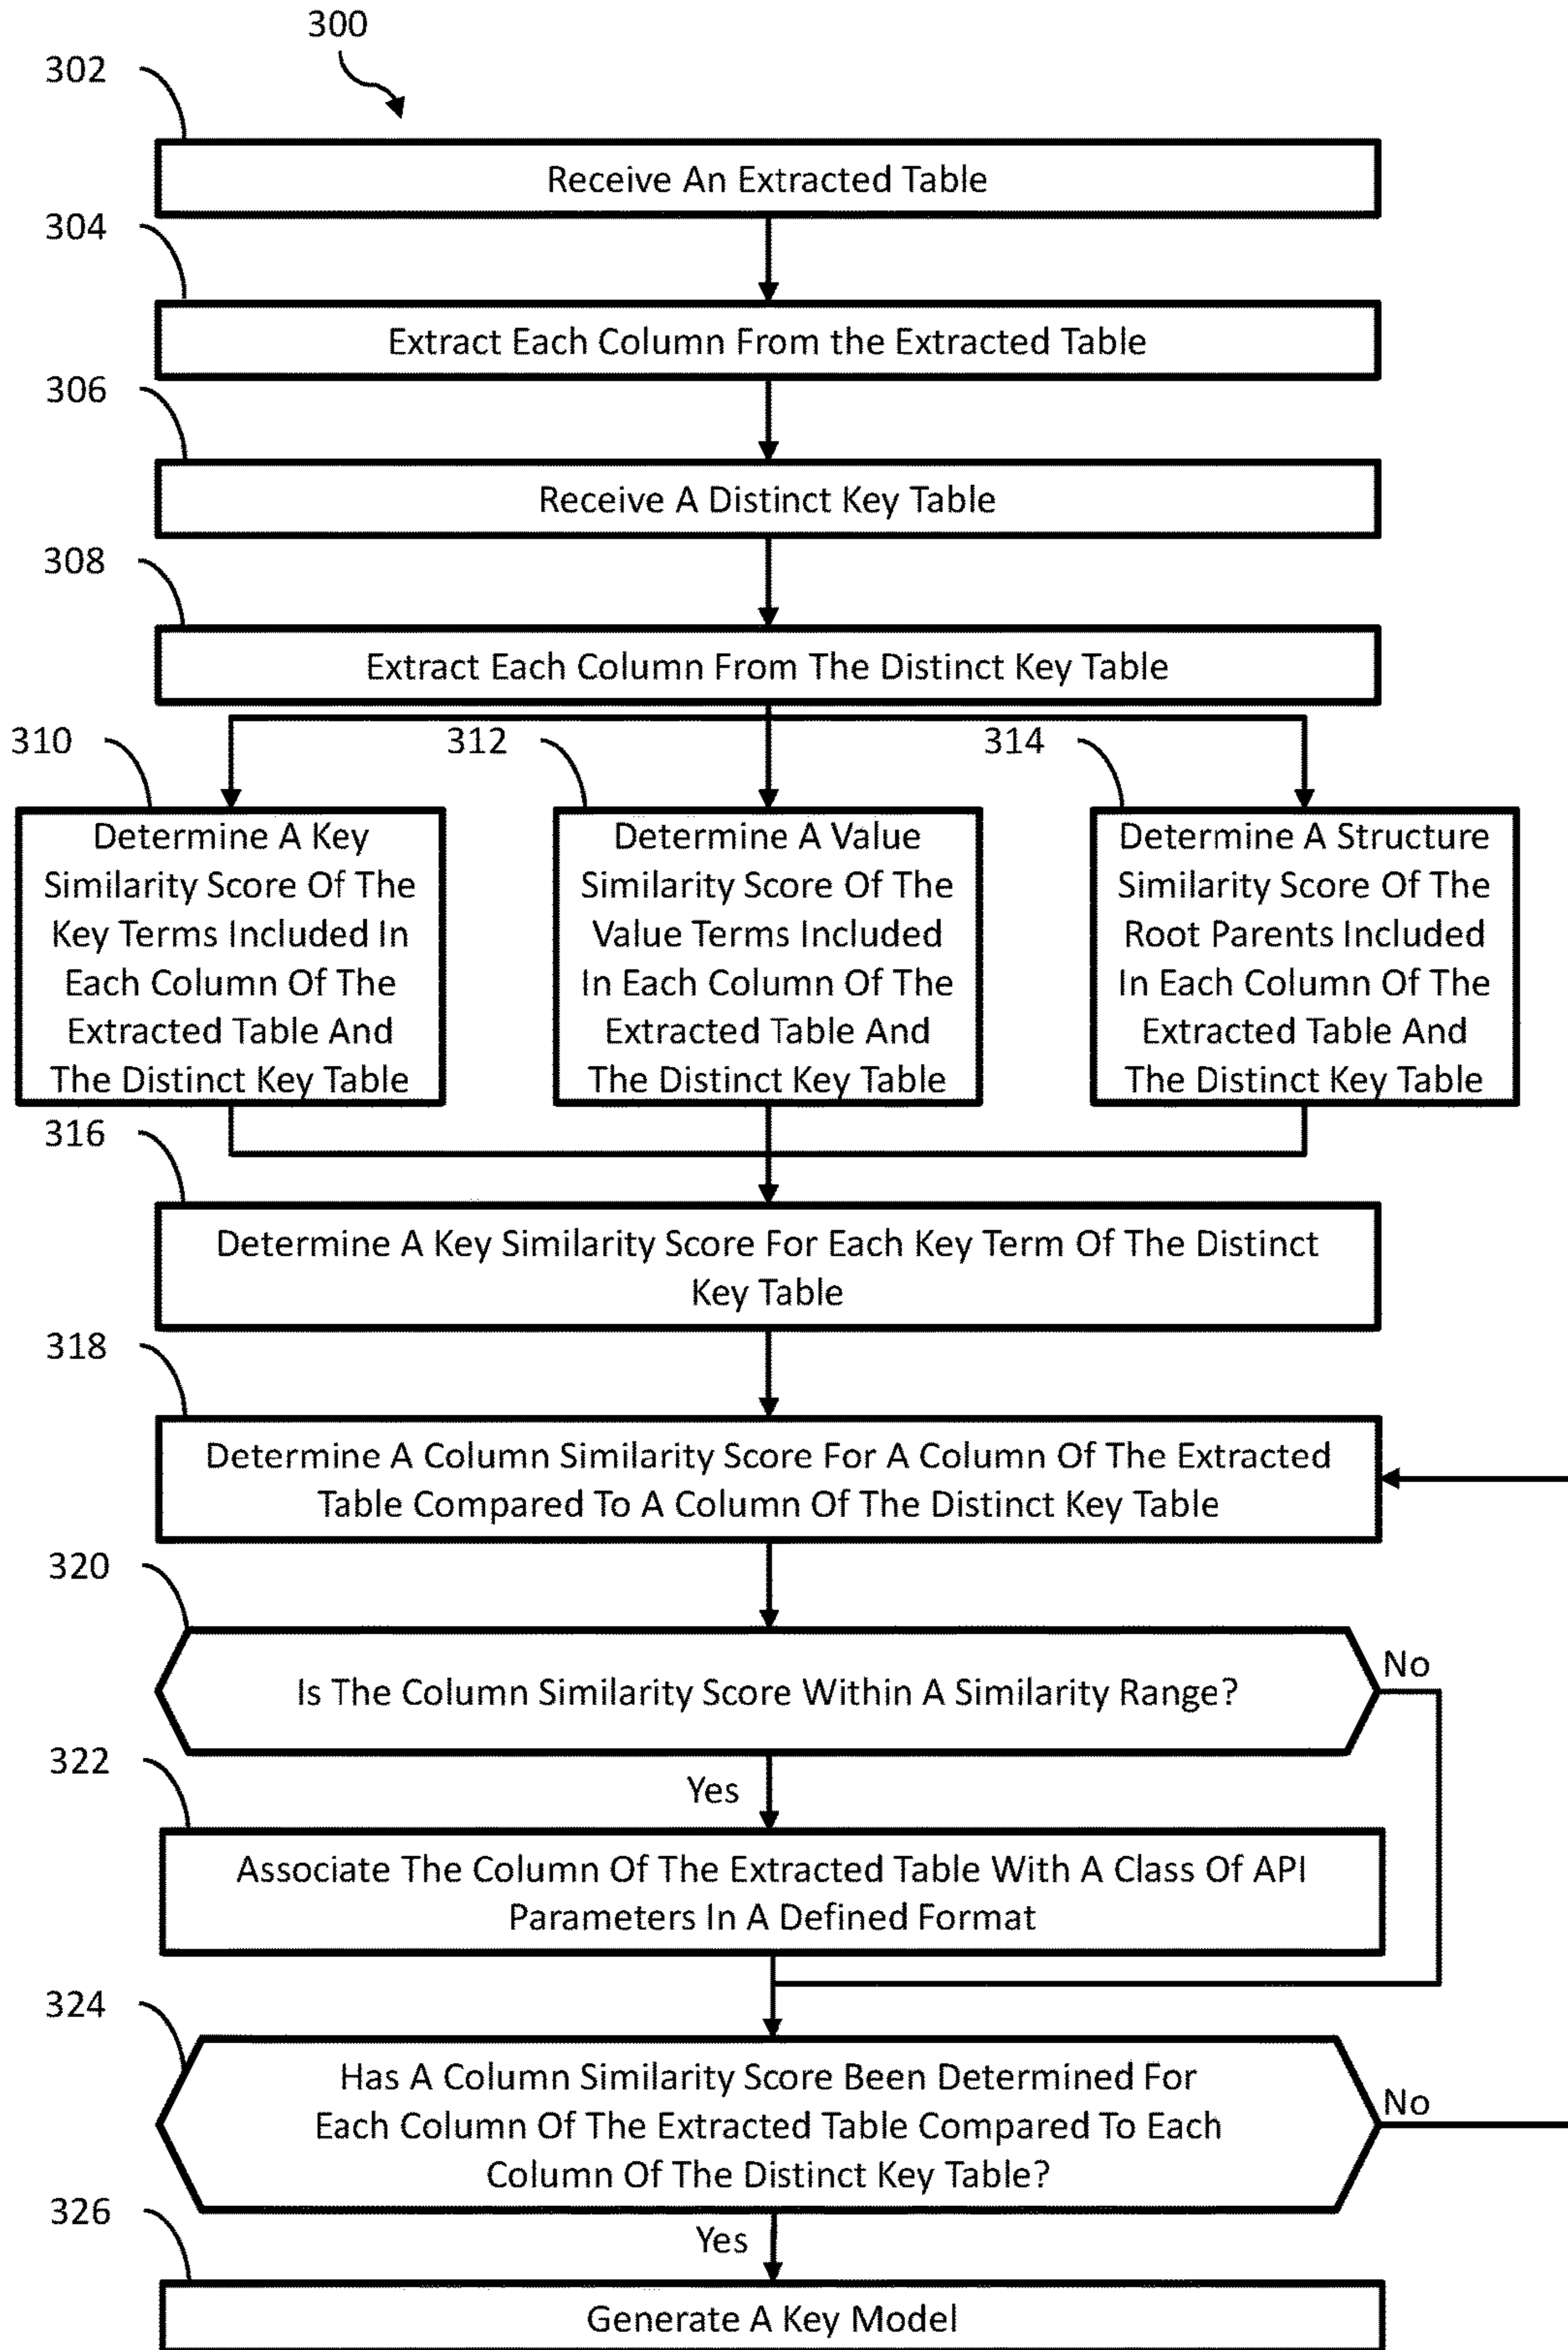 300
302
Receive An Extracted Table
304
Extract Each Column From the Extracted Table
306
Receive A Distinct Key Table
308
Extract Each Column From The Distinct Key Table
310
Determine A Key
Similarity Score Of The
Key Terms Included In
Each Column Of The
Extracted Table And
The Distinct Key Table
312
Determine A Value
Similarity Score Of The
Value Terms Included
In Each Column Of The
Extracted Table And
The Distinct Key Table
314
Determine A Structure
Similarity Score Of The
Root Parents Included
In Each Column Of The
Extracted Table And
The Distinct Key Table
316
Determine A Key Similarity Score For Each Key Term Of The Distinct
Key Table
318
Determine A Column Similarity Score For A Column Of The Extracted
Table Compared To A Column Of The Distinct Key Table
320
Is The Column Similarity Score Within A Similarity Range?
No
Yes
322
Associate The Column Of The Extracted Table With A Class Of API
Parameters In A Defined Format
324
Has A Column Similarity Score Been Determined For
Each Column Of The Extracted Table Compared To Each
Column Of The Distinct Key Table?
No
Yes
326
Generate A Key Model